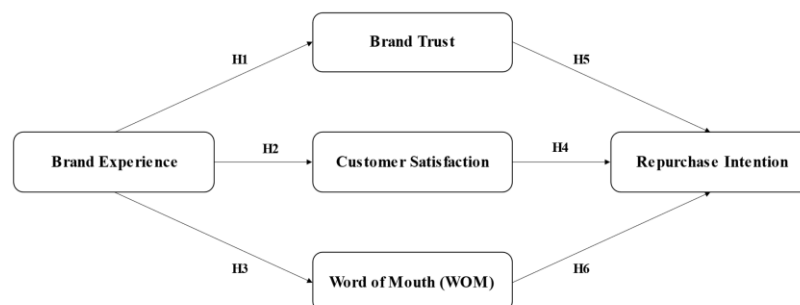 Brand Trust
H1
H5
Brand Experience
H2
Customer Satisfaction
H4
Repurchase Intention
H3
Word of Mouth (WOM)
H6